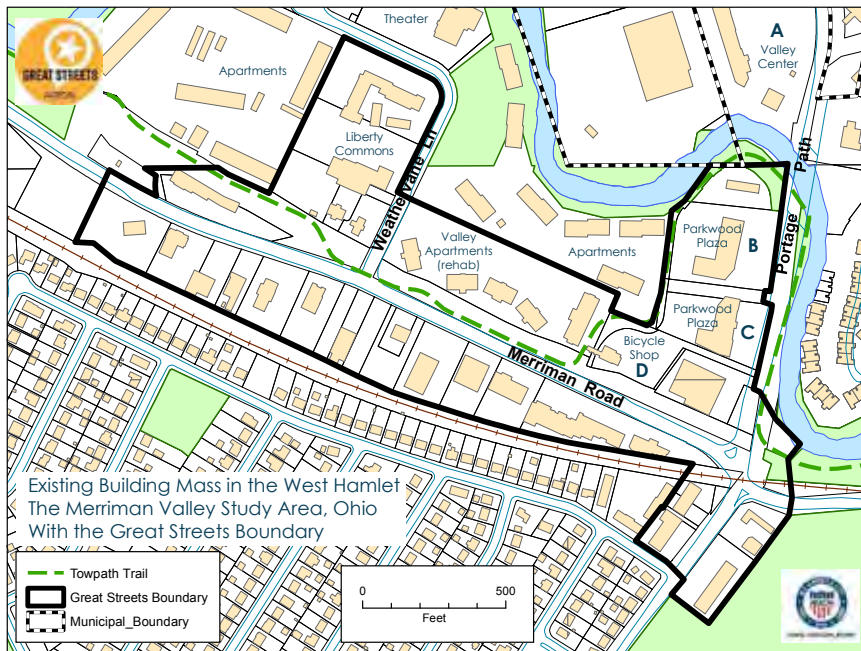 Theater
A
Valley
Center
GREAT STREETS
Apartments
Liberty
Commons
Weathervane Ln
Portage Path
Parkwood
Plaza
B
Valley
Apartments
(rehab)
Apartments
Parkwood
Plaza
C
Bicycle
Shop
D
Merriman Road
Existing Building Mass in the West Hamlet
The Merriman Valley Study Area, Ohio
With the Great Streets Boundary
Towpath Trail
Great Streets Boundary
Municipal_Boundary
0 500
Feet